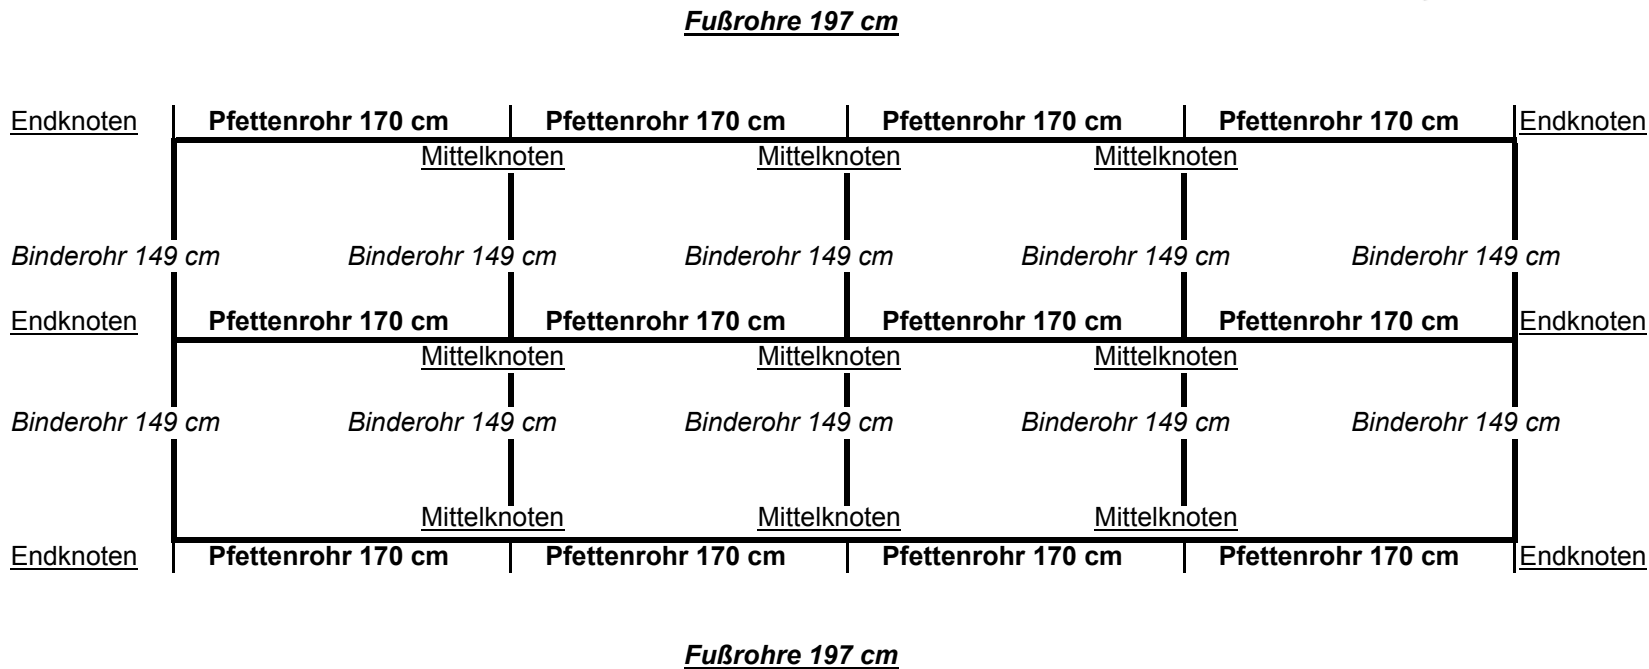 Fußrohre 197 cm
Endknoten Pfettenrohr 170 cm Pfettenrohr 170 cm Pfettenrohr 170 cm Pfettenrohr 170 cm Endknoten
Mittelknoten Mittelknoten Mittelknoten
Binderohr 149 cm Binderohr 149 cm Binderohr 149 cm Binderohr 149 cm Binderohr 149 cm
Endknoten Pfettenrohr 170 cm Pfettenrohr 170 cm Pfettenrohr 170 cm Pfettenrohr 170 cm Endknoten
Mittelknoten Mittelknoten Mittelknoten
Binderohr 149 cm Binderohr 149 cm Binderohr 149 cm Binderohr 149 cm Binderohr 149 cm
Mittelknoten Mittelknoten Mittelknoten
Endknoten Pfettenrohr 170 cm Pfettenrohr 170 cm Pfettenrohr 170 cm Pfettenrohr 170 cm Endknoten
Fußrohre 197 cm